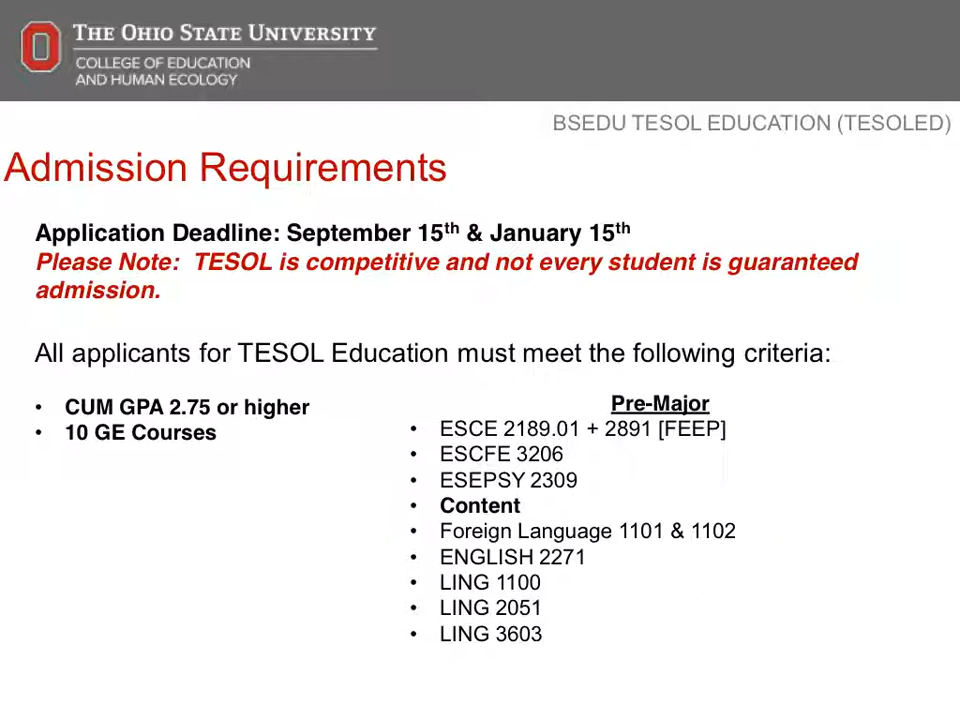 THE OHIO STATE UNIVERSITY
COLLEGE OF EDUCATION
AND HUMAN ECOLOGY
BSEDU TESOL EDUCATION (TESOLED)
Admission Requirements
Application Deadline: September 15th & January 15th
Please Note:  TESOL is competitive and not every student is guaranteed
admission.
All applicants for TESOL Education must meet the following criteria:
• CUM GPA 2.75 or higher
• 10 GE Courses
Pre-Major
• ESCE 2189.01 + 2891 [FEEP]
• ESCFE 3206
• ESEPSY 2309
• Content
• Foreign Language 1101 & 1102
• ENGLISH 2271
• LING 1100
• LING 2051
• LING 3603